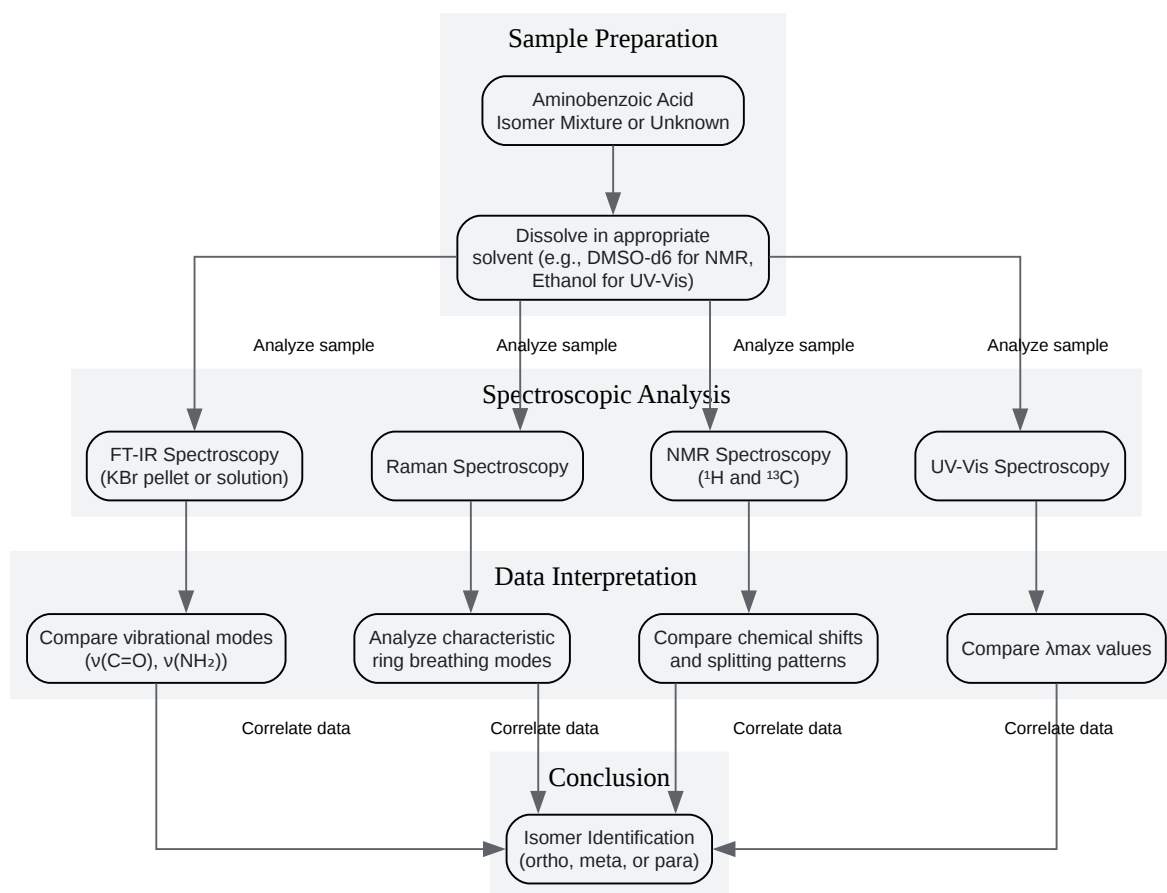 Sample Preparation
Aminobenzoic Acid
Isomer Mixture or Unknown
Dissolve in appropriate
solvent (e.g., DMSO-d6 for NMR,
Ethanol for UV-Vis)
Analyze sample
Analyze sample
Analyze sample
Analyze sample
Spectroscopic Analysis
FT-IR Spectroscopy
(KBr pellet or solution)
Raman Spectroscopy
NMR Spectroscopy
(¹H and ¹³C)
UV-Vis Spectroscopy
Data Interpretation
Compare vibrational modes
(ν(C=O), ν(NH₂))
Analyze characteristic
ring breathing modes
Compare chemical shifts
and splitting patterns
Compare λmax values
Correlate data
Correlate data
Correlate data
Correlate data
Conclusion
Isomer Identification
(ortho, meta, or para)